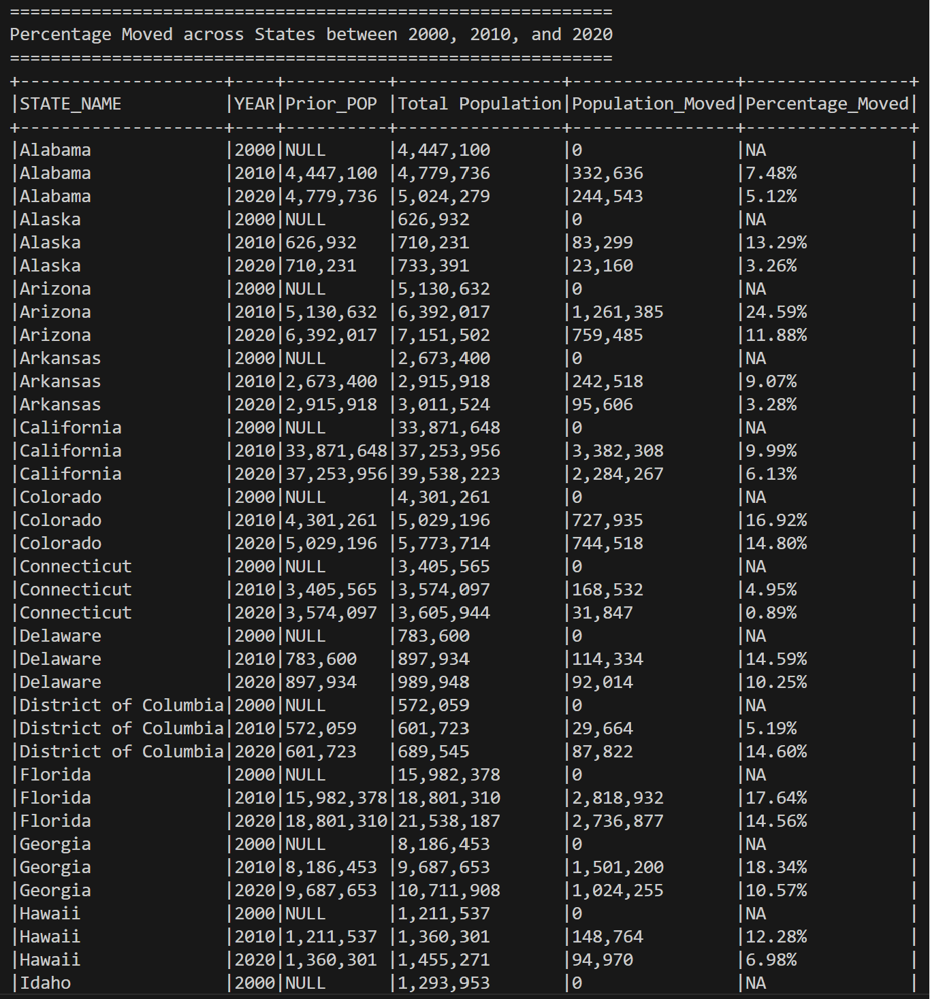 ===========================================================
Percentage Moved across States between 2000, 2010, and 2020
===========================================================
+--------------------+----+----------+----------------+----------------+----------------+
|STATE_NAME          |YEAR|Prior_POP |Total Population|Population_Moved|Percentage_Moved|
+--------------------+----+----------+----------------+----------------+----------------+
|Alabama             |2000|NULL      |4,447,100       |0               |NA              |
|Alabama             |2010|4,447,100 |4,779,736       |332,636         |7.48%           |
|Alabama             |2020|4,779,736 |5,024,279       |244,543         |5.12%           |
|Alaska              |2000|NULL      |626,932         |0               |NA              |
|Alaska              |2010|626,932   |710,231         |83,299          |13.29%          |
|Alaska              |2020|710,231   |733,391         |23,160          |3.26%           |
|Arizona             |2000|NULL      |5,130,632       |0               |NA              |
|Arizona             |2010|5,130,632 |6,392,017       |1,261,385       |24.59%          |
|Arizona             |2020|6,392,017 |7,151,502       |759,485         |11.88%          |
|Arkansas            |2000|NULL      |2,673,400       |0               |NA              |
|Arkansas            |2010|2,673,400 |2,915,918       |242,518         |9.07%           |
|Arkansas            |2020|2,915,918 |3,011,524       |95,606          |3.28%           |
|California          |2000|NULL      |33,871,648      |0               |NA              |
|California          |2010|33,871,648|37,253,956      |3,382,308       |9.99%           |
|California          |2020|37,253,956|39,538,223      |2,284,267       |6.13%           |
|Colorado            |2000|NULL      |4,301,261       |0               |NA              |
|Colorado            |2010|4,301,261 |5,029,196       |727,935         |16.92%          |
|Colorado            |2020|5,029,196 |5,773,714       |744,518         |14.80%          |
|Connecticut         |2000|NULL      |3,405,565       |0               |NA              |
|Connecticut         |2010|3,405,565 |3,574,097       |168,532         |4.95%           |
|Connecticut         |2020|3,574,097 |3,605,944       |31,847          |0.89%           |
|Delaware            |2000|NULL      |783,600         |0               |NA              |
|Delaware            |2010|783,600   |897,934         |114,334         |14.59%          |
|Delaware            |2020|897,934   |989,948         |92,014          |10.25%          |
|District of Columbia|2000|NULL      |572,059         |0               |NA              |
|District of Columbia|2010|572,059   |601,723         |29,664          |5.19%           |
|District of Columbia|2020|601,723   |689,545         |87,822          |14.60%          |
|Florida             |2000|NULL      |15,982,378      |0               |NA              |
|Florida             |2010|15,982,378|18,801,310      |2,818,932       |17.64%          |
|Florida             |2020|18,801,310|21,538,187      |2,736,877       |14.56%          |
|Georgia             |2000|NULL      |8,186,453       |0               |NA              |
|Georgia             |2010|8,186,453 |9,687,653       |1,501,200       |18.34%          |
|Georgia             |2020|9,687,653 |10,711,908      |1,024,255       |10.57%          |
|Hawaii              |2000|NULL      |1,211,537       |0               |NA              |
|Hawaii              |2010|1,211,537 |1,360,301       |148,764         |12.28%          |
|Hawaii              |2020|1,360,301 |1,455,271       |94,970          |6.98%           |
|Idaho               |2000|NULL      |1,293,953       |0               |NA              |